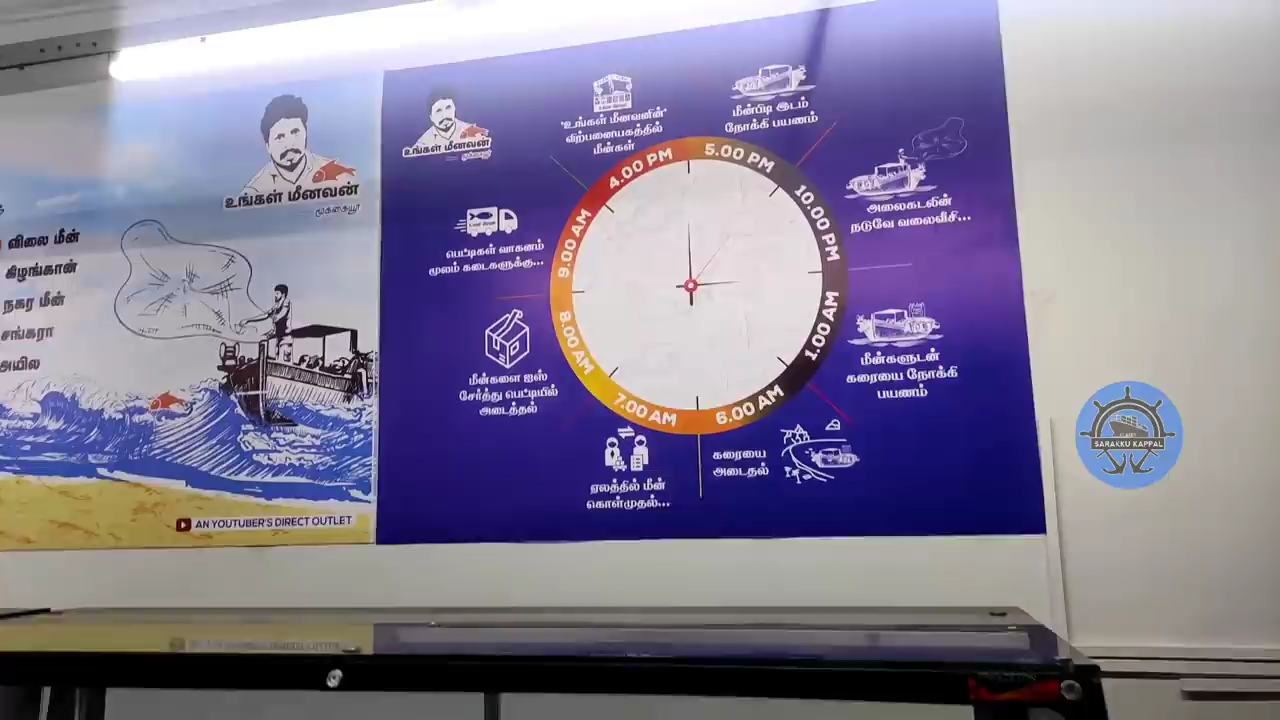 உங்கள் மீனவன்
மூக்கையூர்
விலை மீன்
கிழங்கான்
நகர மீன்
சங்கரா
அயில
AN YOUTUBER'S DIRECT OUTLET
உங்கள் மீனவன்
மூக்கையூர்
"உங்கள் மீனவனின்"
விற்பனையகத்தில்
மீன்கள்
மீன்பிடி இடம்
நோக்கி பயணம்
அலைகடலின்
நடுவே வலைவீசி...
மீன்களுடன்
கரையை நோக்கி
பயணம்
கரையை
அடைதல்
ஏலத்தில் மீன்
கொள்முதல்...
மீன்களை ஐஸ்
சேர்த்து பெட்டியில்
அடைத்தல்
பெட்டிகள் வாகனம்
மூலம் கடைகளுக்கு...
4.00 PM
5.00 PM
10.00 PM
1.00 AM
6.00 AM
7.00 AM
8.00 AM
9.00 AM
SARAKKU KAPPAL